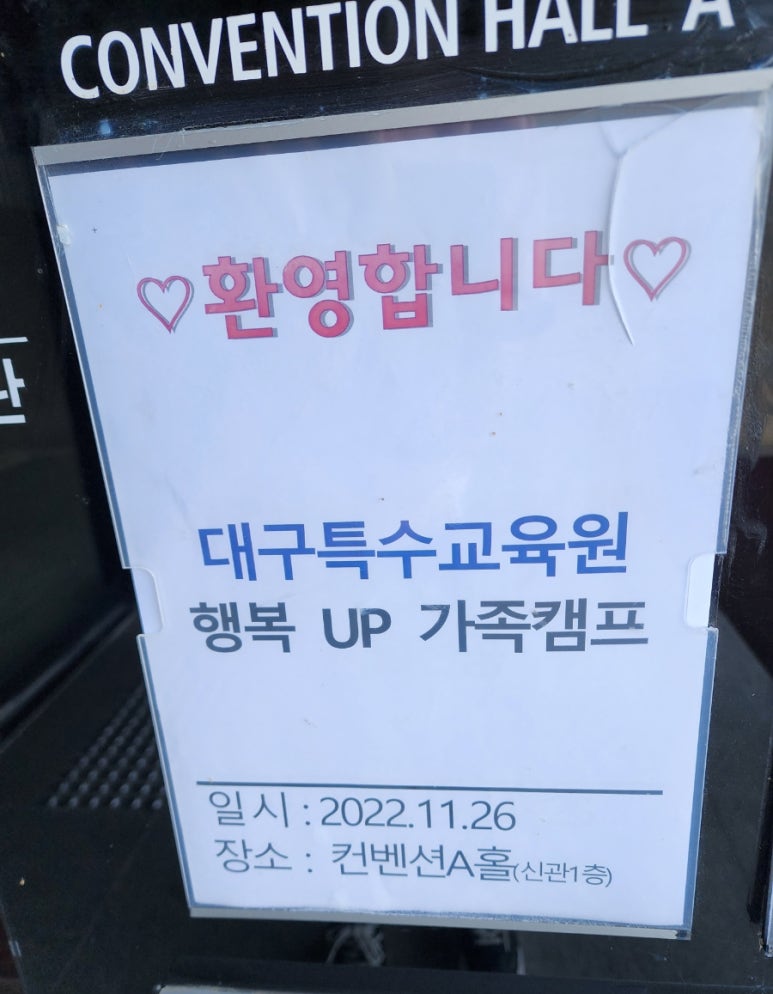 CONVENTION HALL A
♡환영합니다♡
대구특수교육원
행복 UP 가족캠프
일시 : 2022.11.26
장소 : 컨벤션A홀(신관1층)